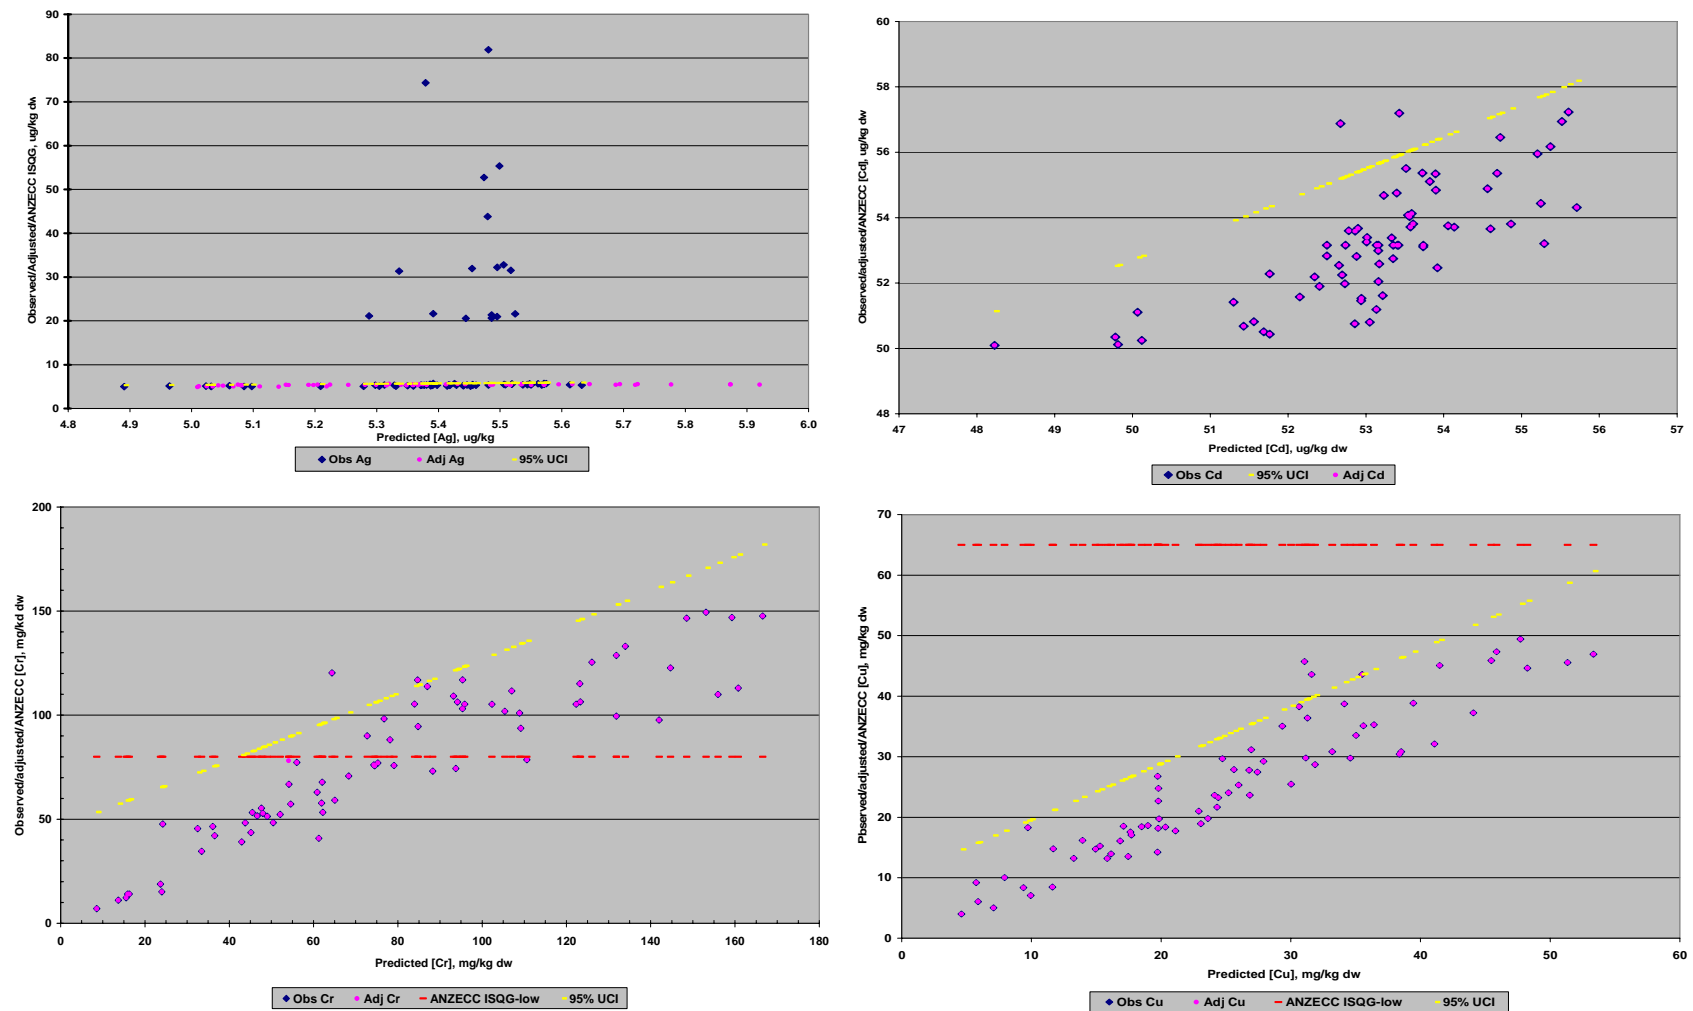 90
80
70
60
50
40
30
20
10
0
Observed/Adjusted/ANZECC ISQG, ug/kg dw
4.8 4.9 5.0 5.1 5.2 5.3 5.4 5.5 5.6 5.7 5.8 5.9 6.0
Predicted [Ag], ug/kg
Obs Ag Adj Ag 95% UCI
60
58
56
54
52
50
48
Observed/adjusted/ANZECC [Cd], ug/kg dw
47 48 49 50 51 52 53 54 55 56 57
Predicted [Cd], ug/kg dw
Obs Cd 95% UCI Adj Cd
200
150
100
50
0
Observed/adjusted/ANZECC [Cr], mg/kd dw
0 20 40 60 80 100 120 140 160 180
Predicted [Cr], mg/kg dw
Obs Cr Adj Cr ANZECC ISQG-low 95% UCI
70
60
50
40
30
20
10
0
Pbserved/adjusted/ANZECC [Cu], mg/kg dw
0 10 20 30 40 50 60
Predicted [Cu], mg/kg dw
Obs Cu Adj Cu ANZECC ISQG-low 95% UCI